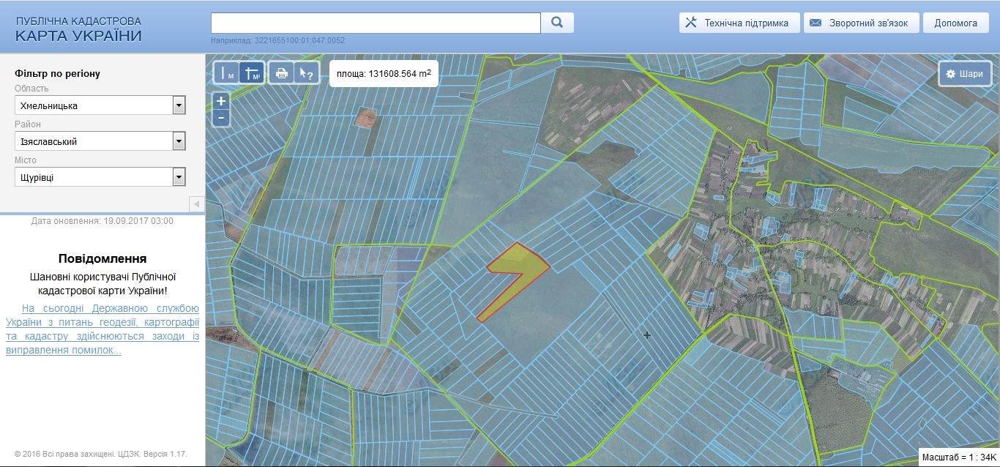 ПУБЛІЧНА КАДАСТРОВА
КАРТА УКРАЇНИ
Наприклад: 3221655100:01:047:0052
Технічна підтримка
Зворотний зв'язок
Допомога
Фільтр по регіону
Область
Хмельницька
Район
Ізяславський
Місто
Щурівці
м
м²
?
площа: 131608.564 m²
Шари
+
-
Дата оновлення: 19.09.2017 03:00
Повідомлення
Шановні користувачі Публічної
кадастрової карти України!
На сьогодні Державною службою
України з питань геодезії, картографії
та кадастру здійснюються заходи із
виправлення помилок...
© 2016 Всі права захищені. ЦДЗК. Версія 1.17.
Масштаб = 1 : 34K